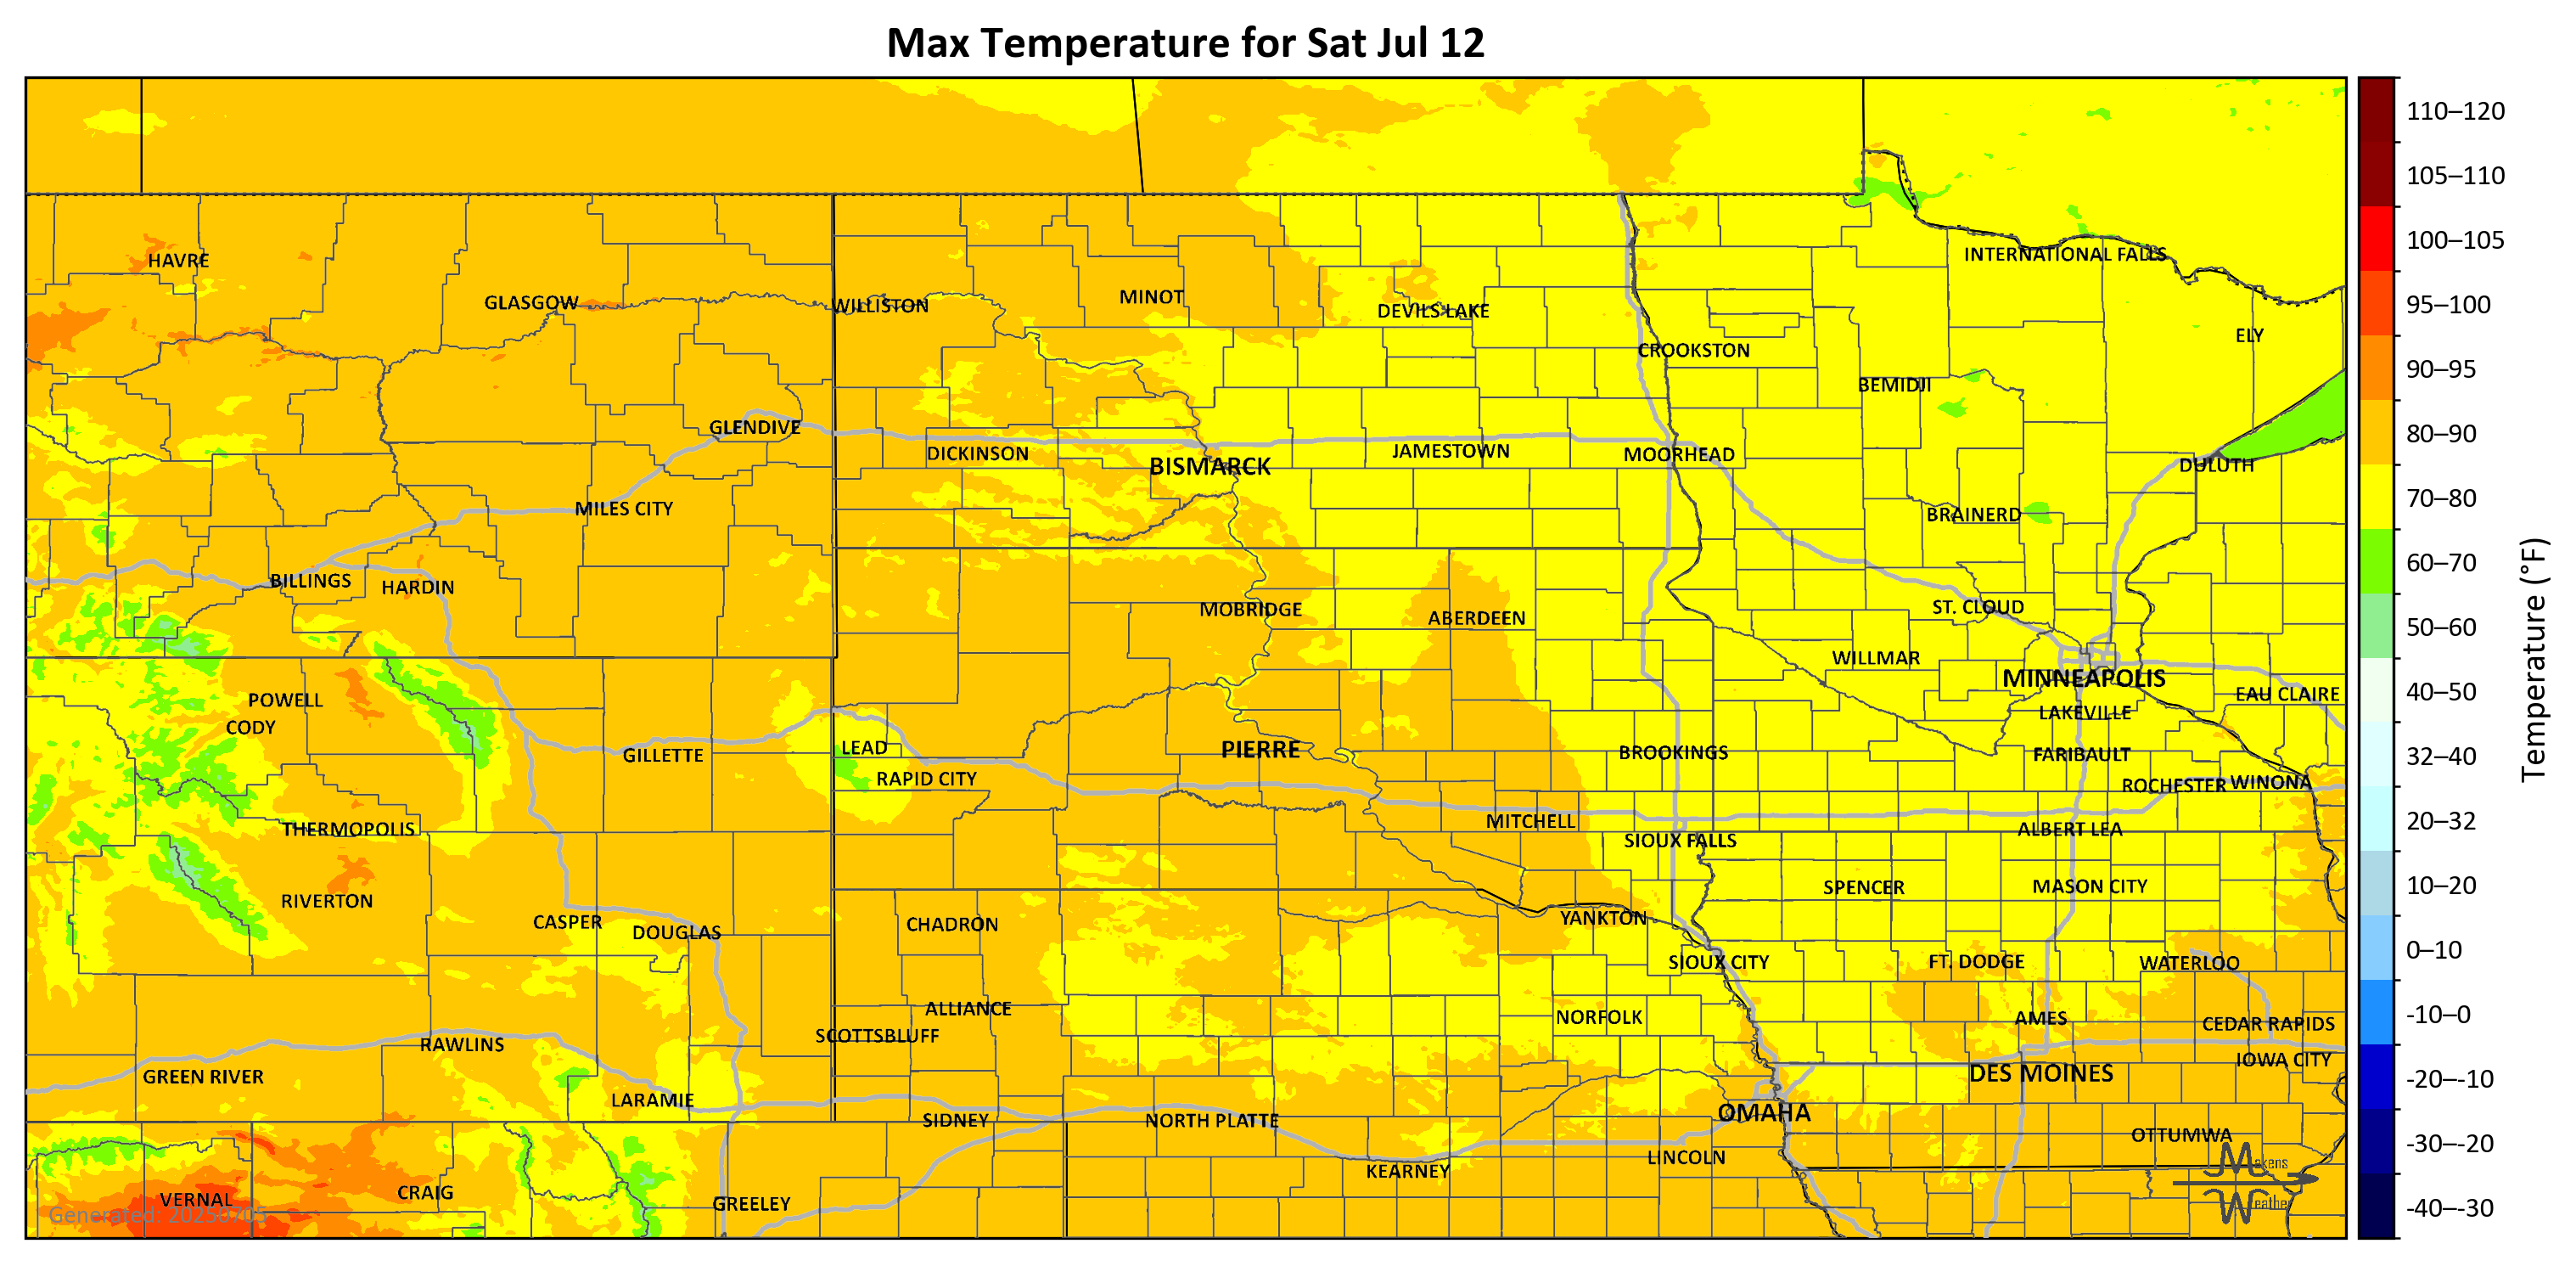 Max Temperature for Sat Jul 12
110–120
105–110
100–105
95–100
90–95
80–90
70–80
60–70
50–60
40–50
32–40
20–32
10–20
0–10
-10–0
-20–-10
-30–-20
-40–-30
Temperature (°F)
HAVRE
INTERNATIONAL FALLS
GLASGOW
WILLISTON
MINOT
DEVILS LAKE
ELY
CROOKSTON
BEMIDJI
GLENDIVE
DICKINSON
BISMARCK
JAMESTOWN
MOORHEAD
DULUTH
MILES CITY
BRAINERD
BILLINGS
HARDIN
MOBRIDGE
ABERDEEN
ST. CLOUD
WILLMAR
MINNEAPOLIS
EAU CLAIRE
POWELL
CODY
LAKEVILLE
GILLETTE
LEAD
PIERRE
BROOKINGS
FARIBAULT
RAPID CITY
ROCHESTER
WINONA
THERMOPOLIS
MITCHELL
SIOUX FALLS
ALBERT LEA
RIVERTON
SPENCER
MASON CITY
CASPER
DOUGLAS
CHADRON
YANKTON
SIOUX CITY
FT. DODGE
WATERLOO
ALLIANCE
NORFOLK
AMES
CEDAR RAPIDS
SCOTTSBLUFF
RAWLINS
IOWA CITY
GREEN RIVER
DES MOINES
LARAMIE
SIDNEY
NORTH PLATTE
OMAHA
OTTUMWA
KEARNEY
LINCOLN
VERNAL
CRAIG
GREELEY
Generated: 20250705
Makens
Weather